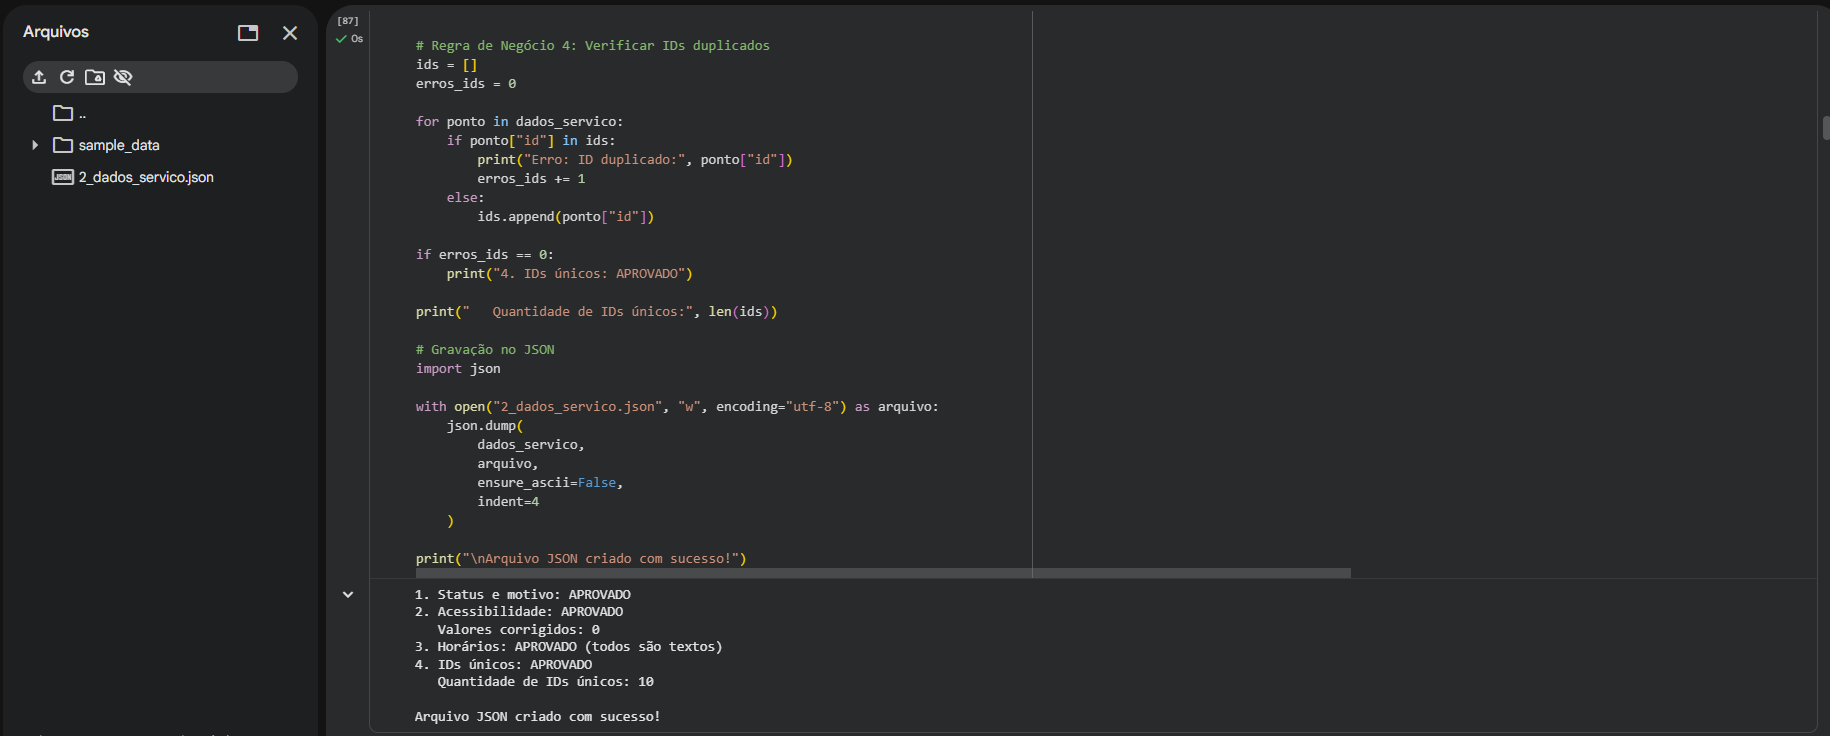 Arquivos
..
sample_data
JSON 2_dados_servico.json
[87]
0s
# Regra de Negócio 4: Verificar IDs duplicados
ids = []
erros_ids = 0
for ponto in dados_servico:
    if ponto["id"] in ids:
        print("Erro: ID duplicado:", ponto["id"])
        erros_ids += 1
    else:
        ids.append(ponto["id"])
if erros_ids == 0:
    print("4. IDs únicos: APROVADO")
print("   Quantidade de IDs únicos:", len(ids))
# Gravação no JSON
import json
with open("2_dados_servico.json", "w", encoding="utf-8") as arquivo:
    json.dump(
        dados_servico,
        arquivo,
        ensure_ascii=False,
        indent=4
    )
print("\nArquivo JSON criado com sucesso!")
1. Status e motivo: APROVADO
2. Acessibilidade: APROVADO
   Valores corrigidos: 0
3. Horários: APROVADO (todos são textos)
4. IDs únicos: APROVADO
   Quantidade de IDs únicos: 10
Arquivo JSON criado com sucesso!